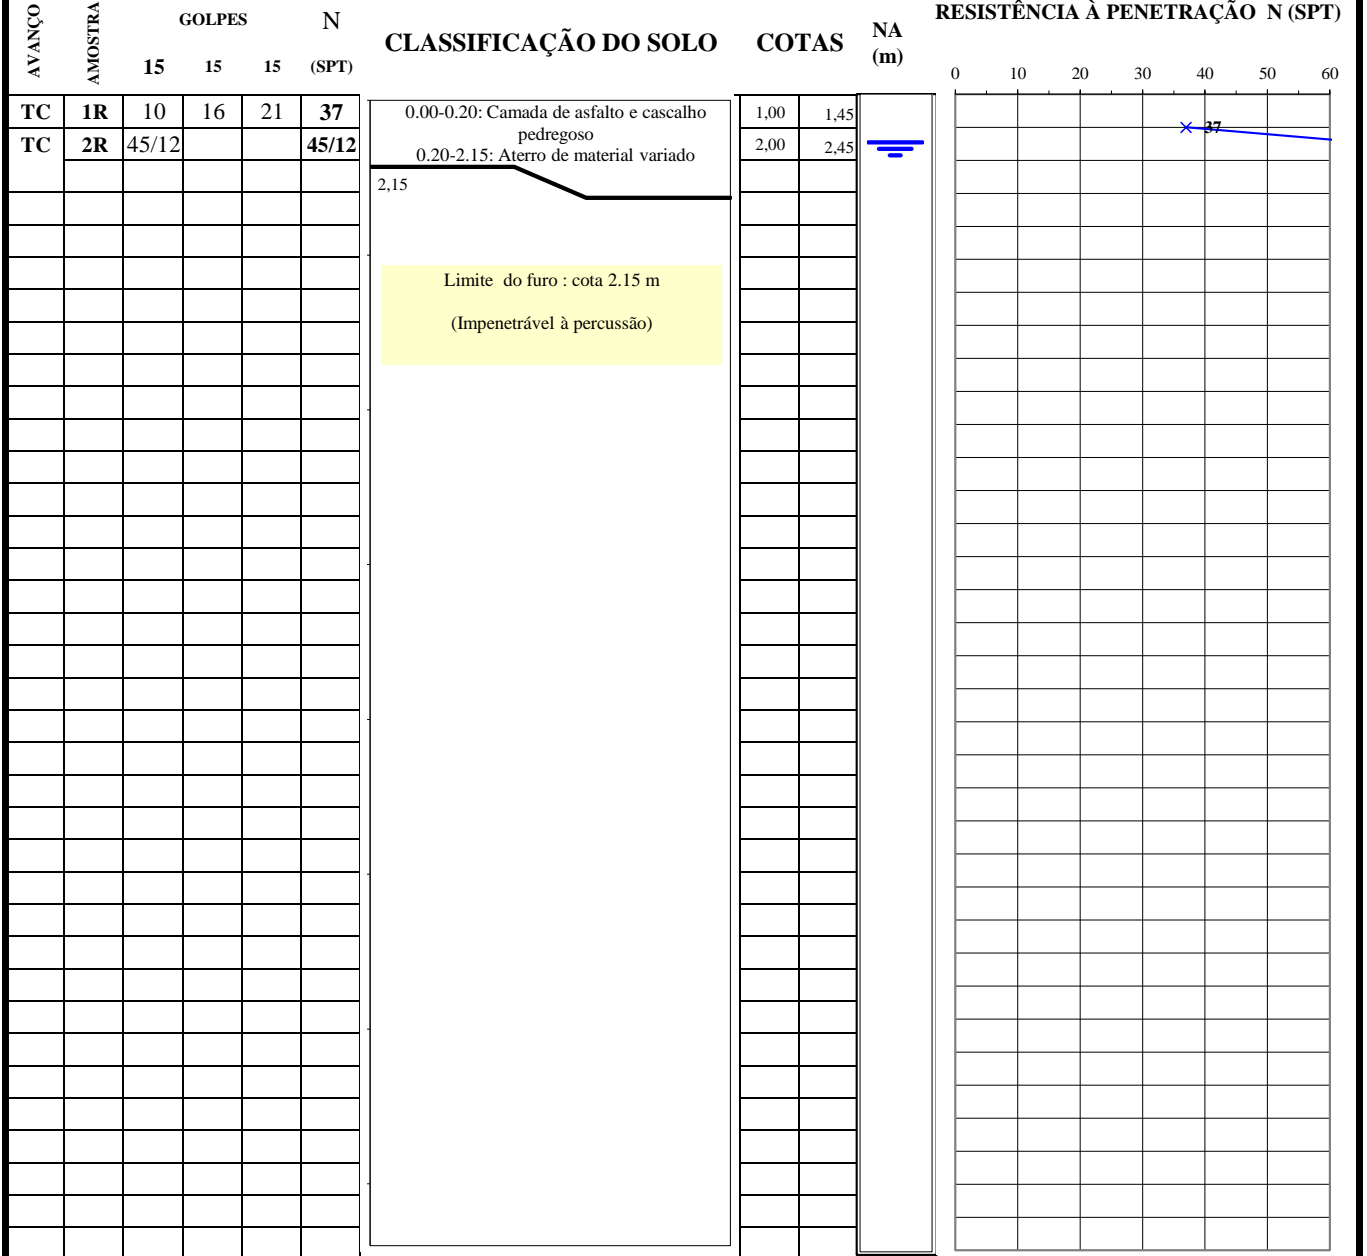 AVANÇO
AMOSTRA
GOLPES
15 15 15
N
(SPT)
CLASSIFICAÇÃO DO SOLO
COTAS
NA
(m)
RESISTÊNCIA À PENETRAÇÃO N (SPT)
0 10 20 30 40 50 60
TC 1R 10 16 21 37
0.00-0.20: Camada de asfalto e cascalho
pedregoso
1,00 1,45
37
TC 2R 45/12 45/12
0.20-2.15: Aterro de material variado
2,00 2,45
2,15
Limite do furo : cota 2.15 m
(Impenetrável à percussão)